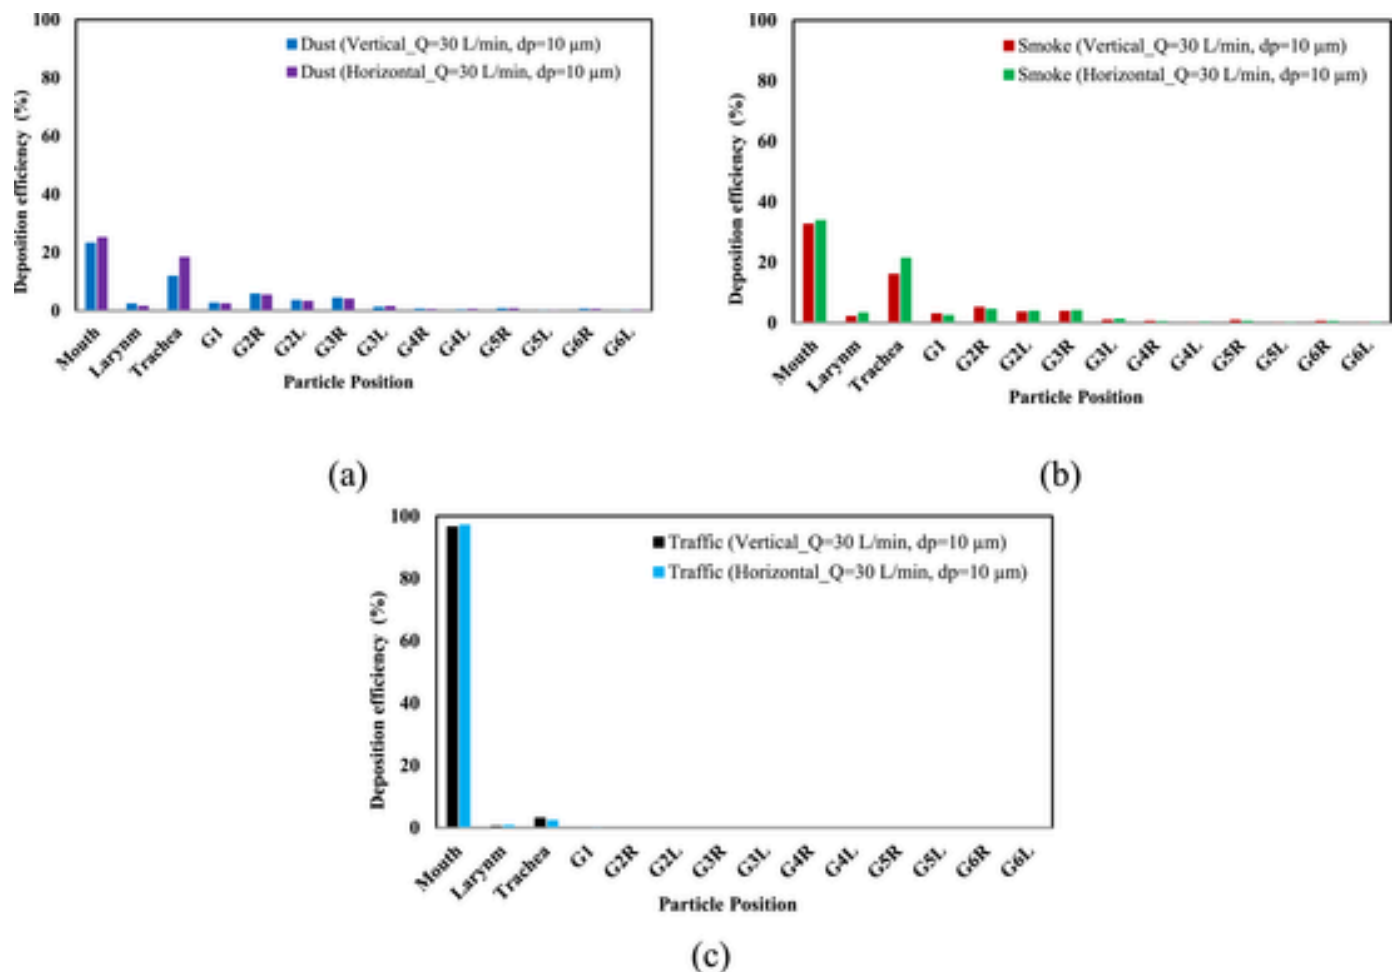 100
80
60
40
20
0
Deposition efficiency (%)
Dust (Vertical_Q=30 L/min, dp=10 µm)
Dust (Horizontal_Q=30 L/min, dp=10 µm)
Mouth
Larynm
Trachea
G1
G2R
G2L
G3R
G3L
G4R
G4L
G5R
G5L
G6R
G6L
Particle Position
(a)
100
80
60
40
20
0
Deposition efficiency (%)
Smoke (Vertical_Q=30 L/min, dp=10 µm)
Smoke (Horizontal_Q=30 L/min, dp=10 µm)
Mouth
Larynm
Trachea
G1
G2R
G2L
G3R
G3L
G4R
G4L
G5R
G5L
G6R
G6L
Particle Position
(b)
100
80
60
40
20
0
Deposition efficiency (%)
Traffic (Vertical_Q=30 L/min, dp=10 µm)
Traffic (Horizontal_Q=30 L/min, dp=10 µm)
Mouth
Larynm
Trachea
G1
G2R
G2L
G3R
G3L
G4R
G4L
G5R
G5L
G6R
G6L
Particle Position
(c)